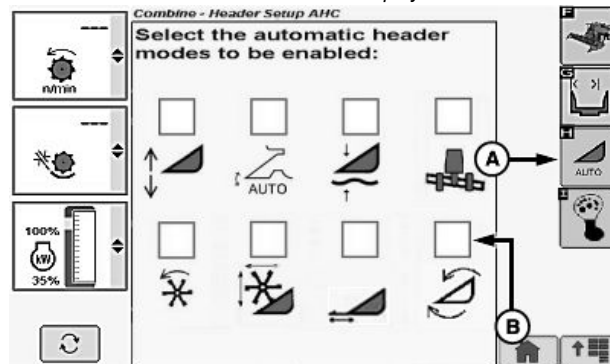 Combine - Header Setup AHC
Select the automatic header
modes to be enabled:
---
n/min
---
100%
kW
35%
AUTO
A
B
F
G
H
AUTO
I